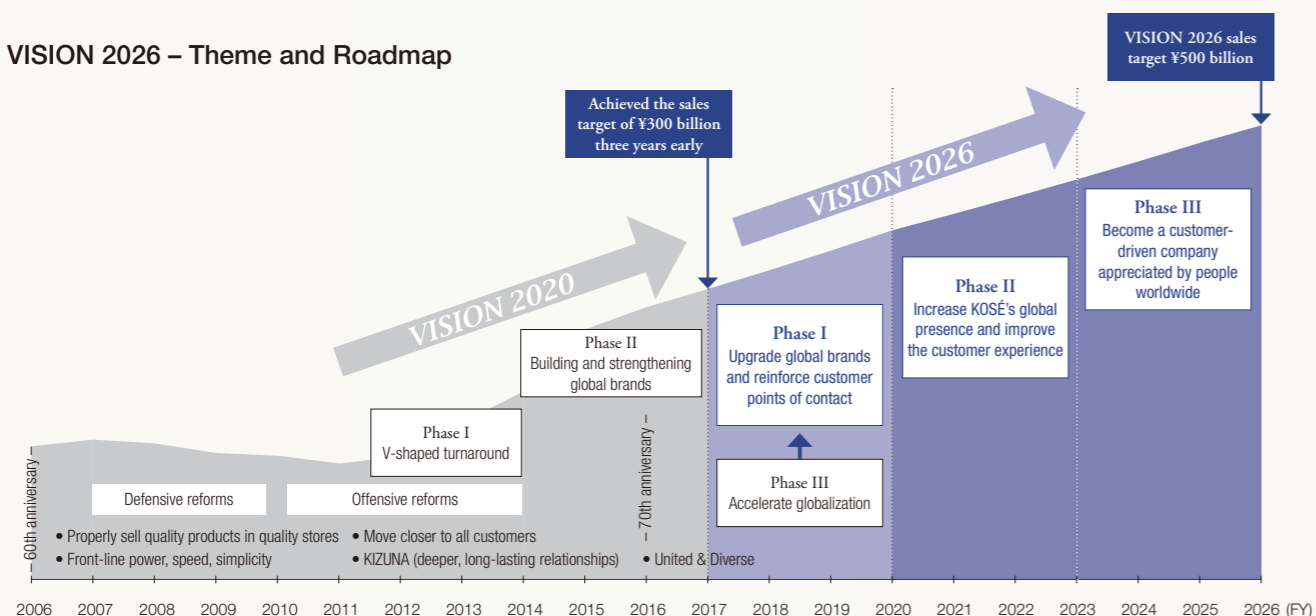 VISION 2026 – Theme and Roadmap
VISION 2026 sales
target ¥500 billion
Achieved the sales
target of ¥300 billion
three years early
VISION 2026
VISION 2020
Phase III
Become a customer-
driven company
appreciated by people
worldwide
Phase II
Increase KOSÉ's global
presence and improve
the customer experience
Phase I
Upgrade global brands
and reinforce customer
points of contact
Phase II
Building and strengthening
global brands
Phase I
V-shaped turnaround
Phase III
Accelerate globalization
Defensive reforms
Offensive reforms
– 60th anniversary –
– 70th anniversary –
• Properly sell quality products in quality stores
• Move closer to all customers
• Front-line power, speed, simplicity
• KIZUNA (deeper, long-lasting relationships)
• United & Diverse
2006 2007 2008 2009 2010 2011 2012 2013 2014 2015 2016 2017 2018 2019 2020 2021 2022 2023 2024 2025 2026 (FY)